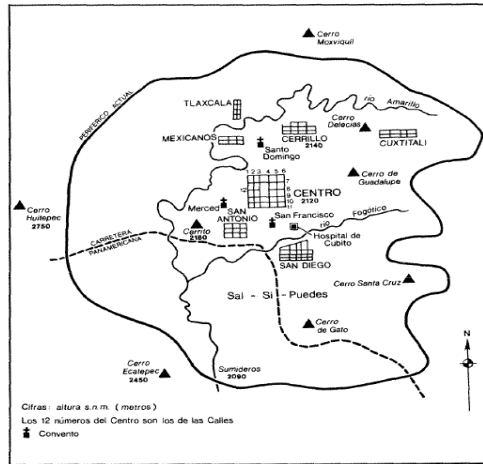 Cerro
Moxviquil
PERIFERICO ACTUAL
TLAXCALA
río Amarillo
MEXICANOS
CERRILLO
2140
Cerro
Delecias
CUXTITALI
Santo
Domingo
1 2 3 4 5 6
7
8
9
10
11
12
CENTRO
2120
Cerro de
Guadalupe
Cerro
Huitepec
2750
Merced
SAN
ANTONIO
San Francisco
río Fogótico
Cerrito
2180
Hospital de
Cubito
CARRETERA
PANAMERICANA
SAN DIEGO
Sal - Si - Puedes
Cerro Santa Cruz
Cerro
de Gato
N
Cerro
Ecatepec
2450
Sumideros
2090
Cifras: altura s.n.m. (metros)
Los 12 números del Centro son los de las Calles
Convento